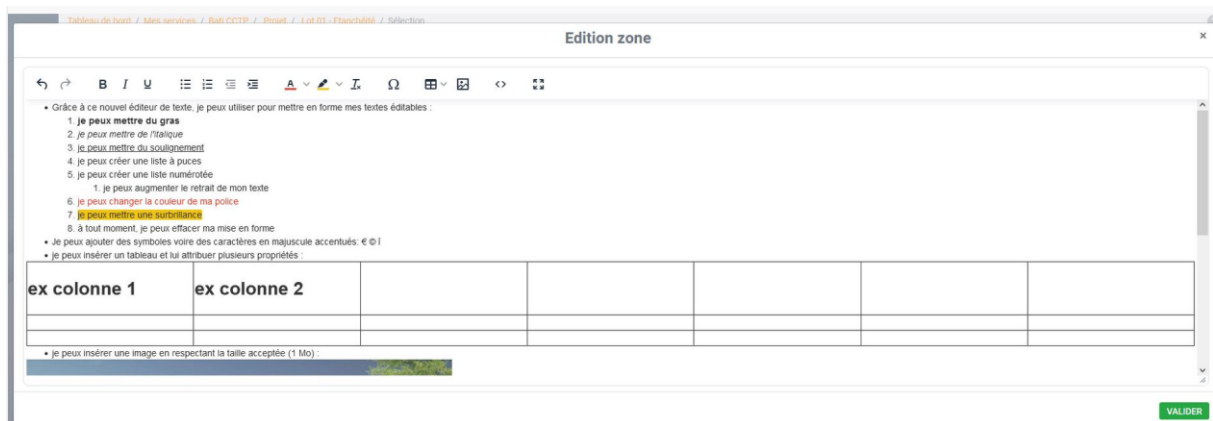 Tableau de bord / Mes services / Bati CCTP / Projet / Lot 01 - Etanchéité / Sélection
Edition zone
×
B I U
A
Ω
• Grâce à ce nouvel éditeur de texte, je peux utiliser pour mettre en forme mes textes éditables :
1. je peux mettre du gras
2. je peux mettre de l'italique
3. je peux mettre du soulignement
4. je peux créer une liste à puces
5. je peux créer une liste numérotée
1. je peux augmenter le retrait de mon texte
6. je peux changer la couleur de ma police
7. je peux mettre une surbrillance
8. à tout moment, je peux effacer ma mise en forme
• Je peux ajouter des symboles voire des caractères en majuscule accentués: € © Î
• je peux insérer un tableau et lui attribuer plusieurs propriétés :
ex colonne 1 ex colonne 2
• je peux insérer une image en respectant la taille acceptée (1 Mo) :
VALIDER